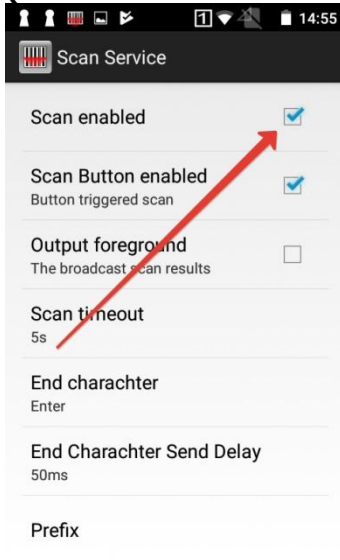 1 14:55
Scan Service
Scan enabled
Scan Button enabled
Button triggered scan
Output foreground
The broadcast scan results
Scan timeout
5s
End charachter
Enter
End Charachter Send Delay
50ms
Prefix